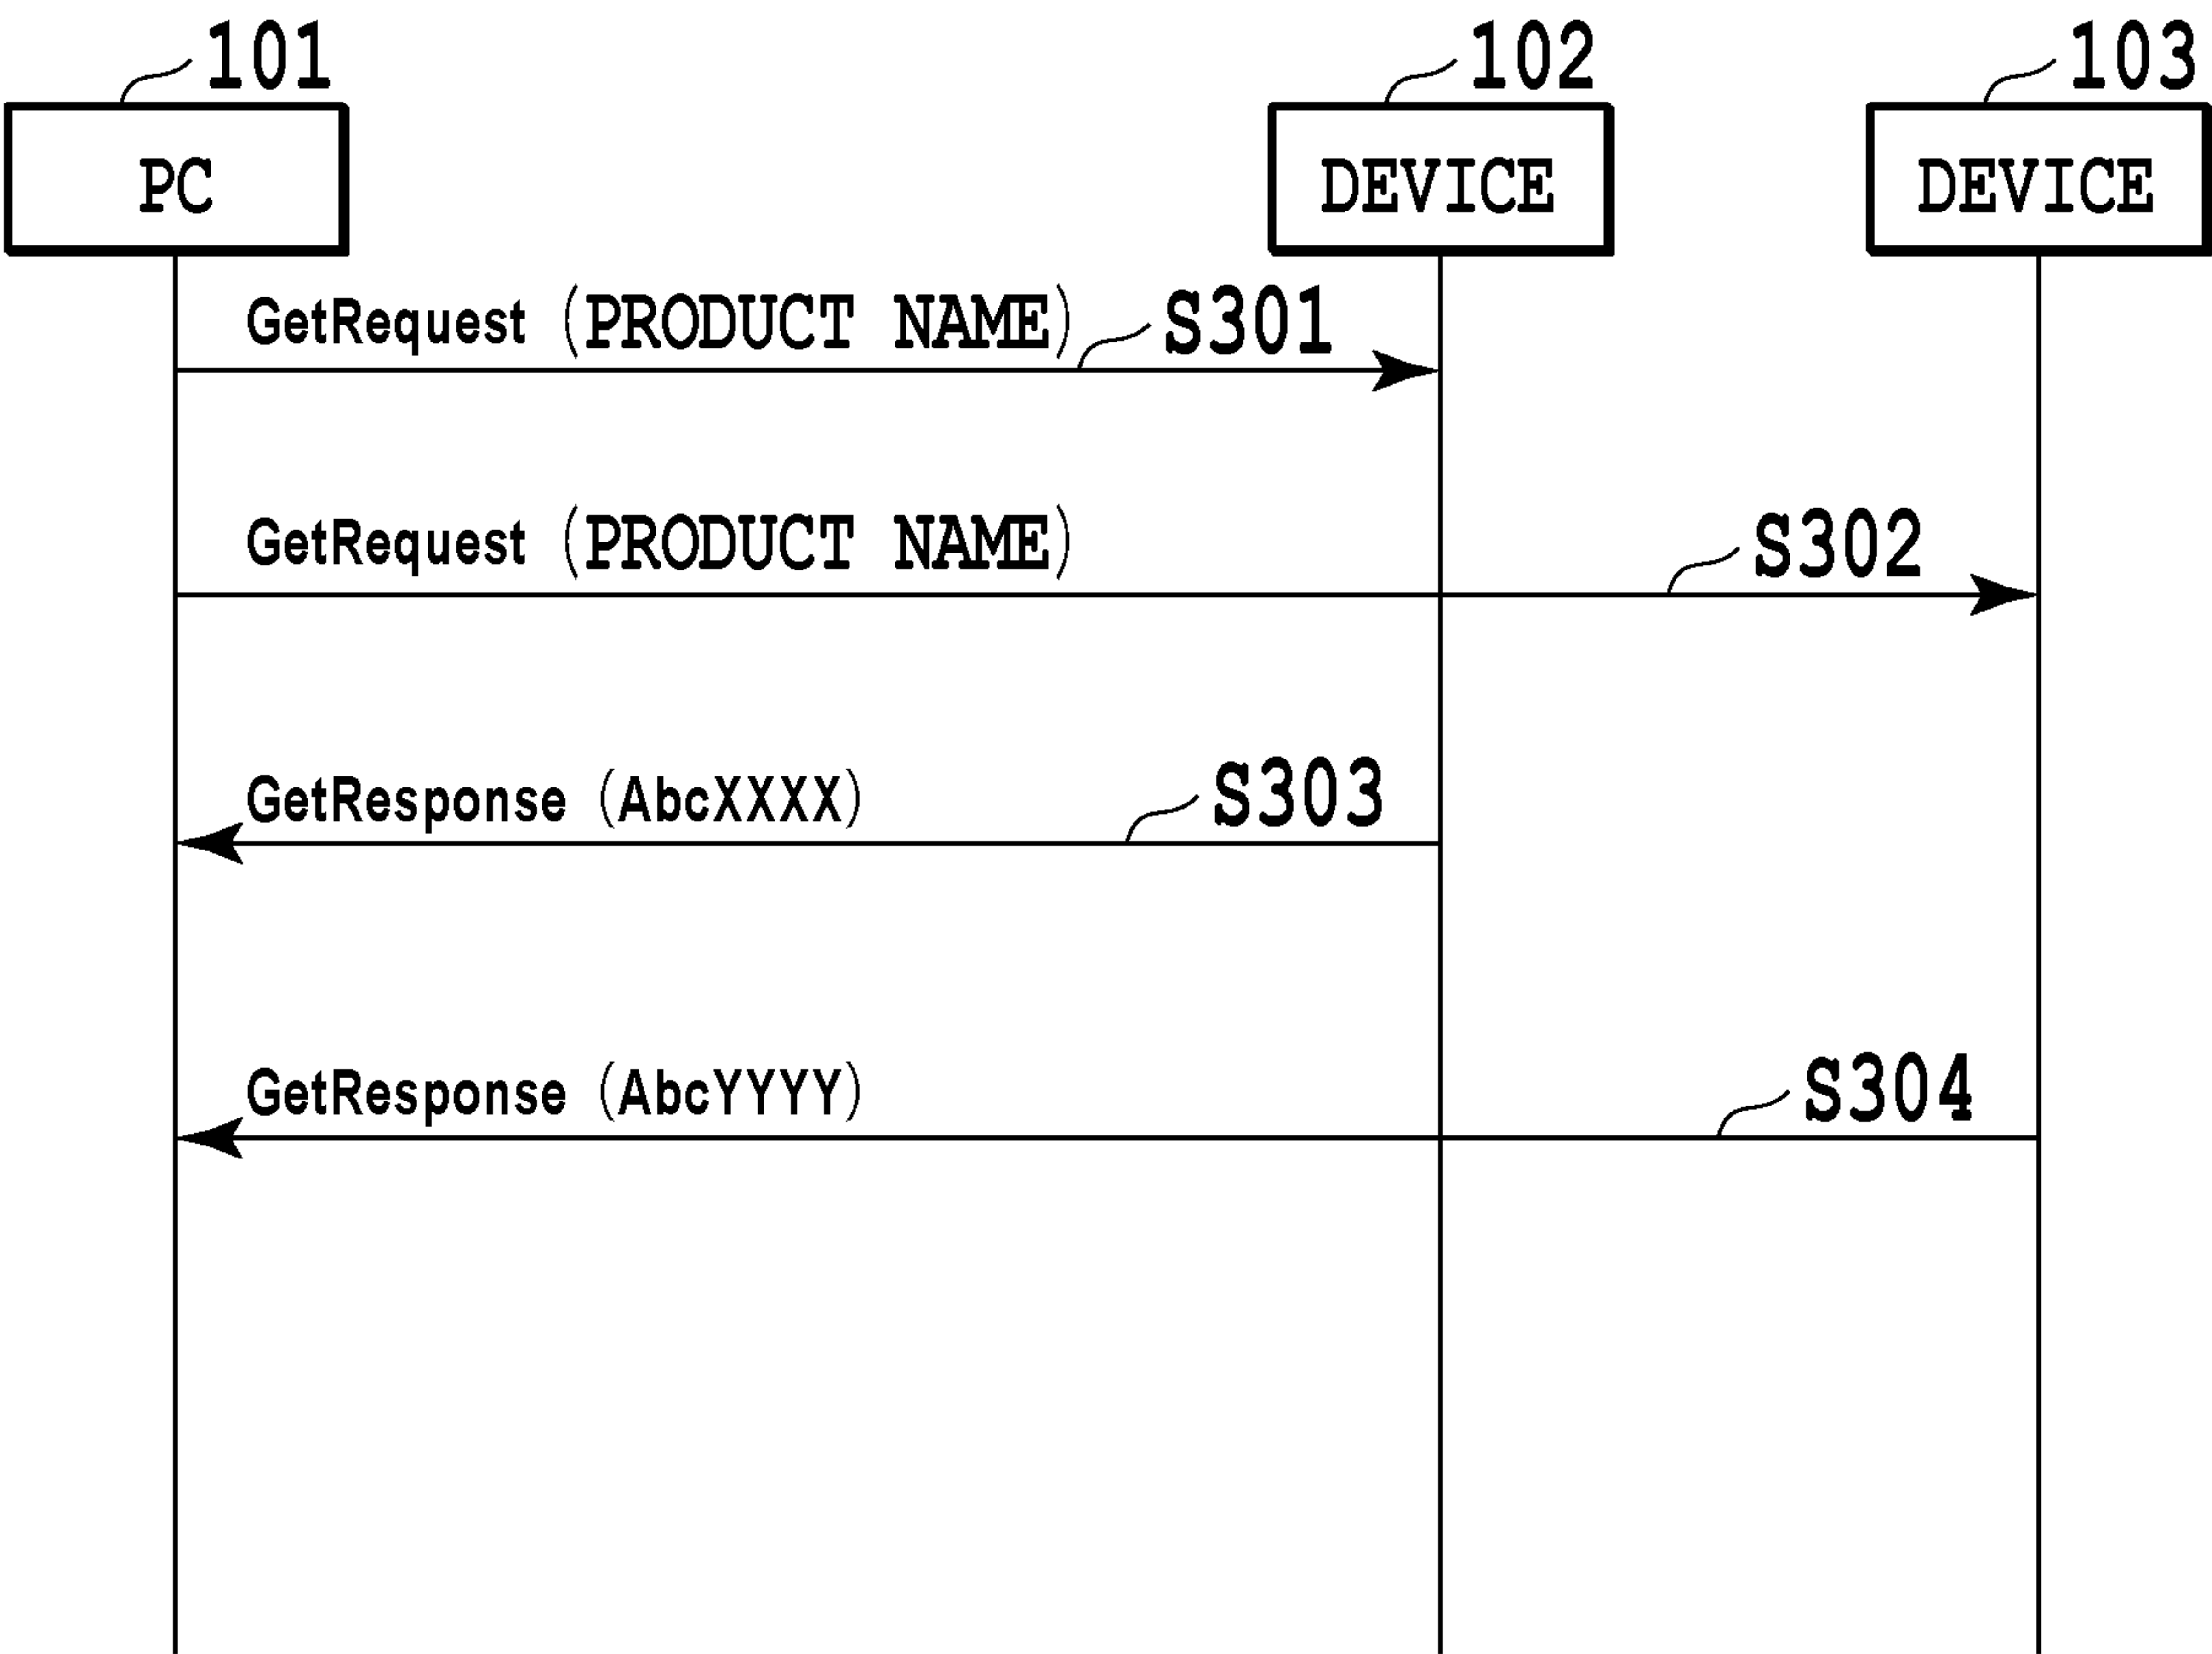 101 102 103
PC DEVICE DEVICE
GetRequest (PRODUCT NAME) S301
GetRequest (PRODUCT NAME) S302
GetResponse (AbcXXXX) S303
GetResponse (AbcYYYY) S304